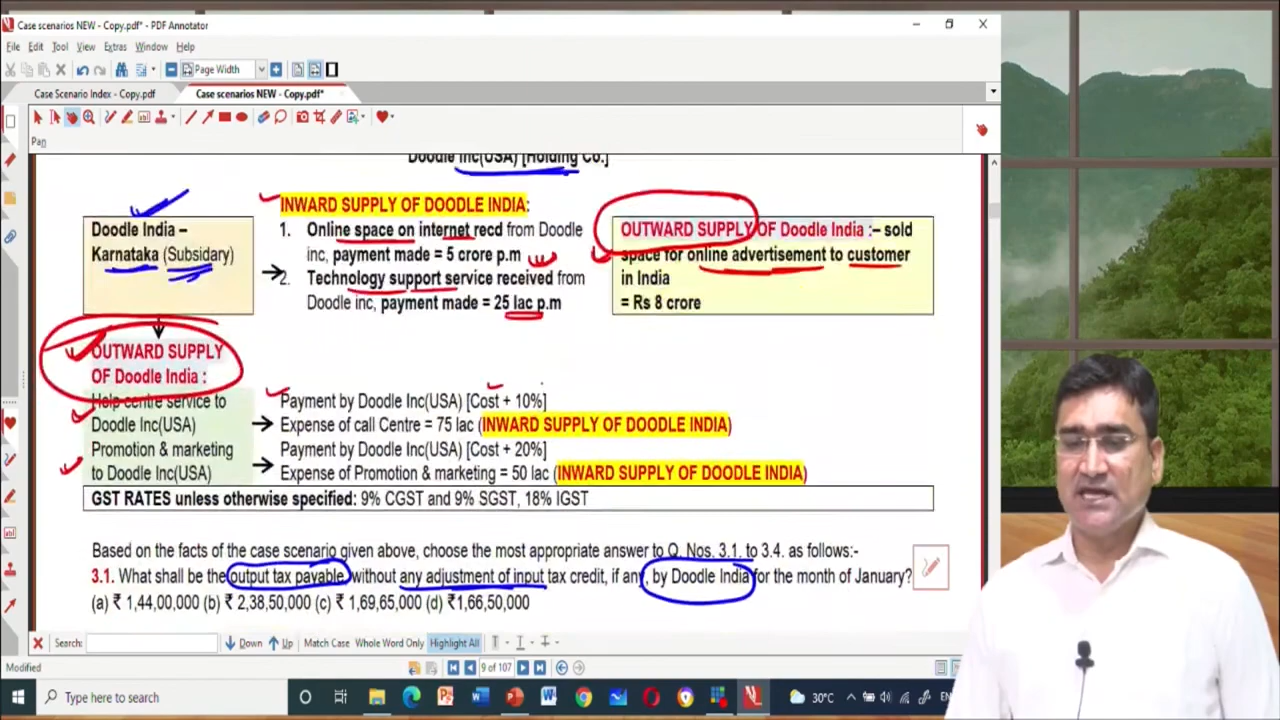 Case scenarios NEW - Copy.pdf* - PDF Annotator
File Edit Tool View Extras Window Help
Page Width
Case Scenario Index - Copy.pdf Case scenarios NEW - Copy.pdf*
Pan
Doodle Inc(USA) [Holding Co.]
Doodle India –
Karnataka (Subsidary)
INWARD SUPPLY OF DOODLE INDIA:
1. Online space on internet recd from Doodle
inc, payment made = 5 crore p.m
2. Technology support service received from
Doodle inc, payment made = 25 lac p.m
OUTWARD SUPPLY OF Doodle India :– sold
space for online advertisement to customer
in India
= Rs 8 crore
OUTWARD SUPPLY
OF Doodle India :
Help centre service to
Doodle Inc(USA)
Promotion & marketing
to Doodle Inc(USA)
Payment by Doodle Inc(USA) [Cost + 10%]
Expense of call Centre = 75 lac (INWARD SUPPLY OF DOODLE INDIA)
Payment by Doodle Inc(USA) [Cost + 20%]
Expense of Promotion & marketing = 50 lac (INWARD SUPPLY OF DOODLE INDIA)
GST RATES unless otherwise specified: 9% CGST and 9% SGST, 18% IGST
Based on the facts of the case scenario given above, choose the most appropriate answer to Q. Nos. 3.1. to 3.4. as follows:-
3.1. What shall be the output tax payable without any adjustment of input tax credit, if any, by Doodle India for the month of January?
(a) ₹ 1,44,00,000 (b) ₹ 2,38,50,000 (c) ₹ 1,69,65,000 (d) ₹1,66,50,000
Search: Down Up Match Case Whole Word Only Highlight All
Modified 9 of 107
Type here to search 30°C EN